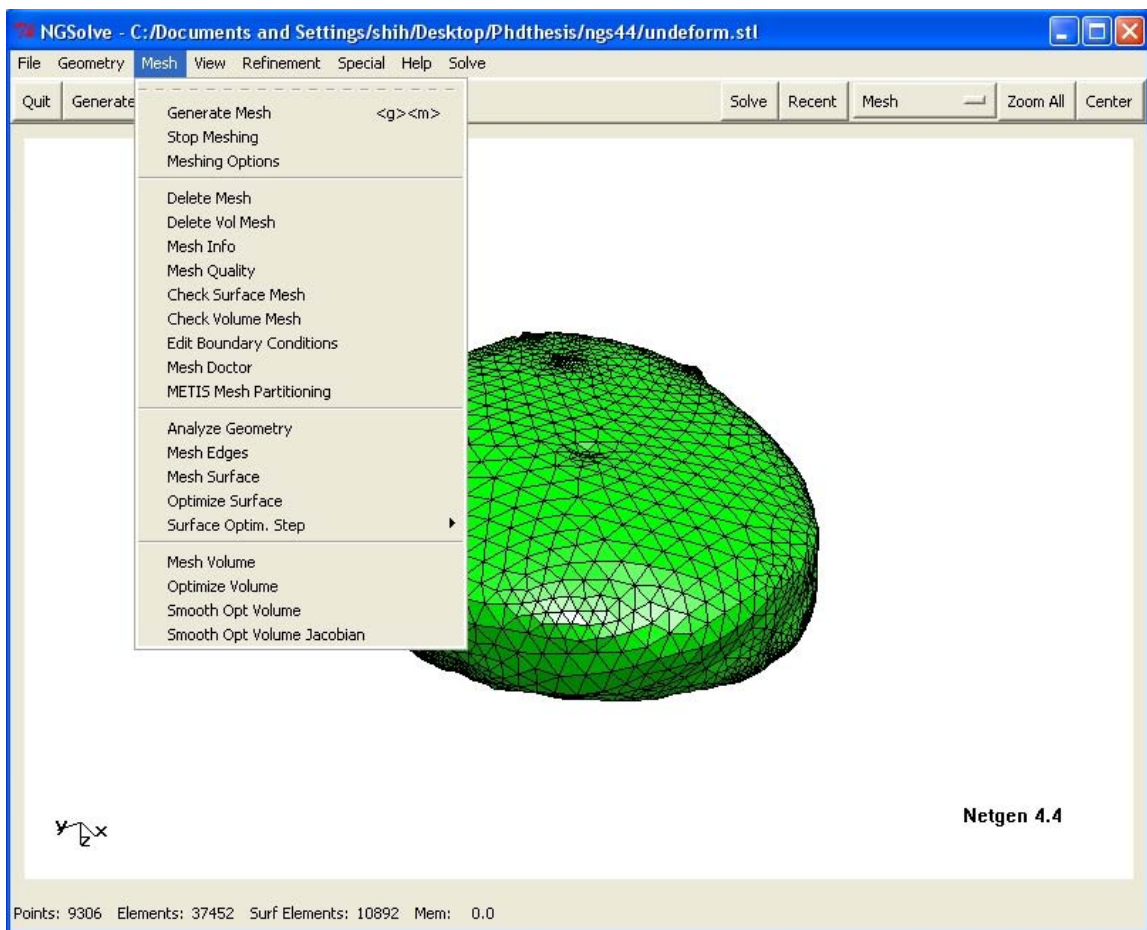 NGSolve - C:/Documents and Settings/shih/Desktop/Phdthesis/ngs44/undeform.stl
File Geometry Mesh View Refinement Special Help Solve
Quit Generate Solve Recent Mesh Zoom All Center
Generate Mesh <g><m>
Stop Meshing
Meshing Options
Delete Mesh
Delete Vol Mesh
Mesh Info
Mesh Quality
Check Surface Mesh
Check Volume Mesh
Edit Boundary Conditions
Mesh Doctor
METIS Mesh Partitioning
Analyze Geometry
Mesh Edges
Mesh Surface
Optimize Surface
Surface Optim. Step
Mesh Volume
Optimize Volume
Smooth Opt Volume
Smooth Opt Volume Jacobian
Netgen 4.4
y x
z
Points: 9306 Elements: 37452 Surf Elements: 10892 Mem: 0.0